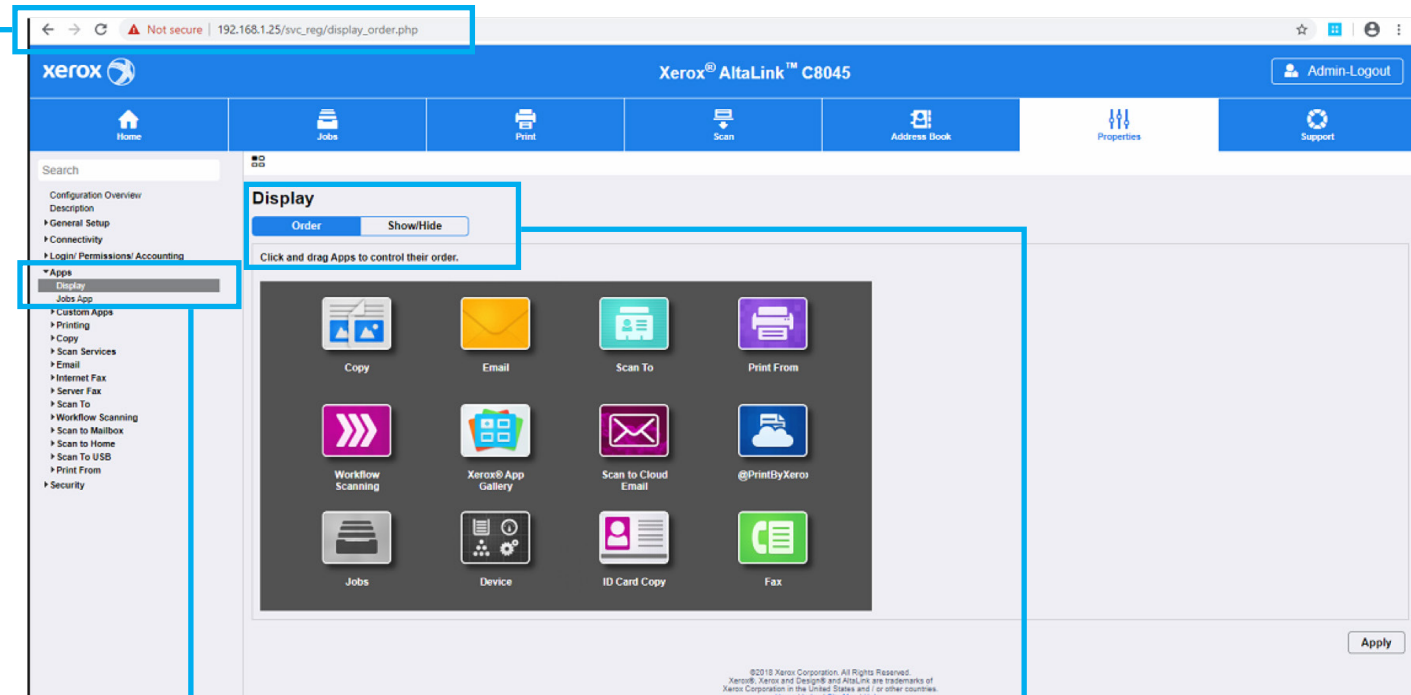 Not secure | 192.168.1.25/svc_reg/display_order.php
xerox
Xerox® AltaLink™ C8045
Admin-Logout
Home
Jobs
Print
Scan
Address Book
Properties
Support
Search
Configuration Overview
Description
General Setup
Connectivity
Login/ Permissions/ Accounting
Apps
Display
Jobs App
Custom Apps
Printing
Copy
Scan Services
Email
Internet Fax
Server Fax
Scan To
Workflow Scanning
Scan to Mailbox
Scan to Home
Scan To USB
Print From
Security
Display
Order
Show/Hide
Click and drag Apps to control their order.
Copy
Email
Scan To
Print From
Workflow
Scanning
Xerox® App
Gallery
Scan to Cloud
Email
@PrintByXerox
Jobs
Device
ID Card Copy
Fax
Apply
©2018 Xerox Corporation. All Rights Reserved.
Xerox®, Xerox and Design® and AltaLink are trademarks of
Xerox Corporation in the United States and / or other countries.